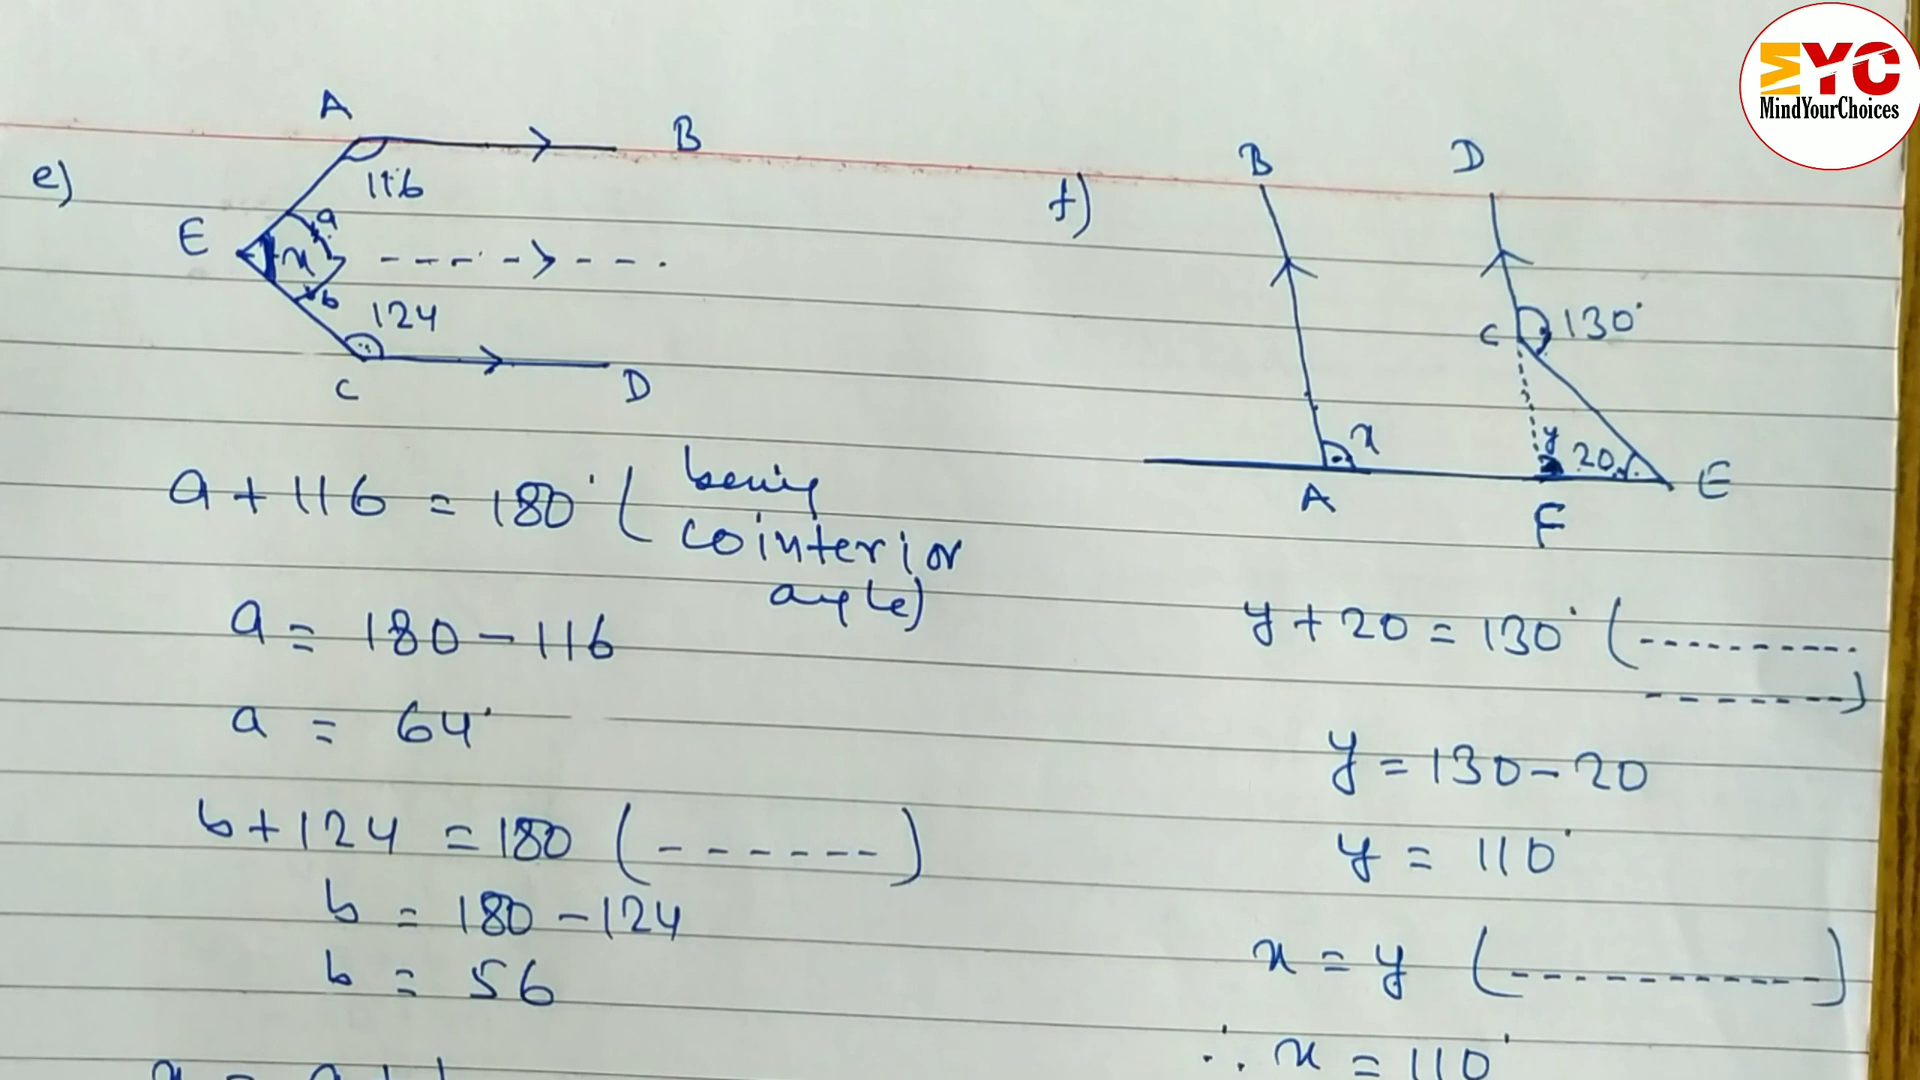 MYC
MindYourChoices
e)
A
B
116
E
a
x
b
124
C
D
a + 116 = 180° ( being
cointerior
angle)
a = 180 - 116
a = 64°
b + 124 = 180 (------)
b = 180 - 124
b = 56
f)
B
D
C
130°
x
y
20
A
F
E
y + 20 = 130° (----------
-------)
y = 130 - 20
y = 110°
x = y (-----------)
∴ x = 110°